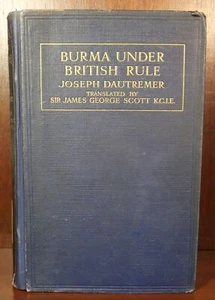 BURMA UNDER
BRITISH RULE
JOSEPH DAUTREMER
TRANSLATED BY
SIR JAMES GEORGE SCOTT K.C.I.E.